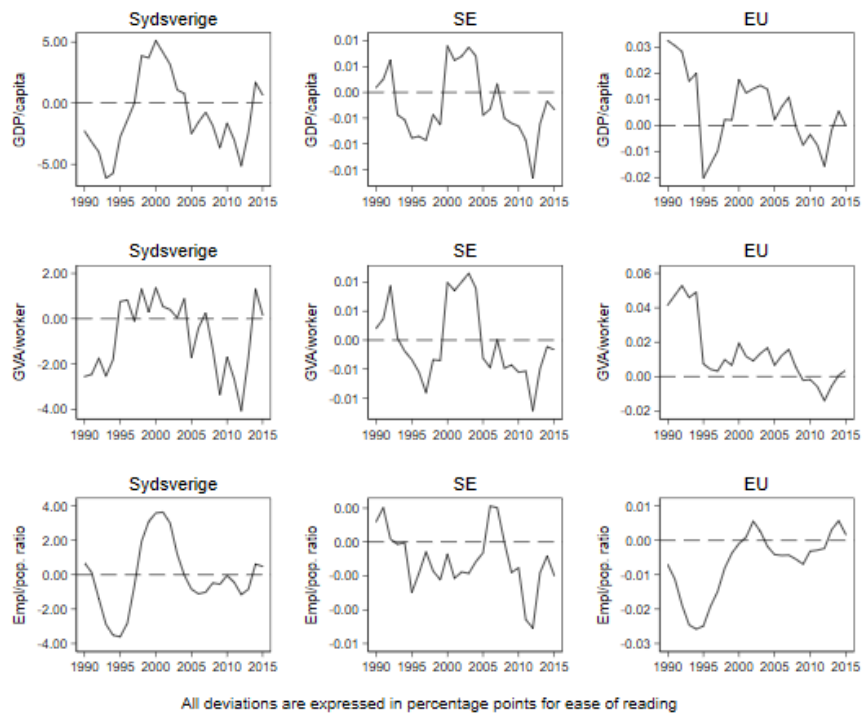 Sydsverige
SE
EU
GDP/capita
5.00
0.00
-5.00
1990 1995 2000 2005 2010 2015
GDP/capita
0.01
0.01
0.00
-0.01
-0.01
-0.01
1990 1995 2000 2005 2010 2015
GDP/capita
0.03
0.02
0.01
0.00
-0.01
-0.02
1990 1995 2000 2005 2010 2015
Sydsverige
SE
EU
GVA/worker
2.00
0.00
-2.00
-4.00
1990 1995 2000 2005 2010 2015
GVA/worker
0.01
0.01
0.00
-0.01
-0.01
1990 1995 2000 2005 2010 2015
GVA/worker
0.06
0.04
0.02
0.00
-0.02
1990 1995 2000 2005 2010 2015
Sydsverige
SE
EU
Empl/pop. ratio
4.00
2.00
0.00
-2.00
-4.00
1990 1995 2000 2005 2010 2015
Empl/pop. ratio
0.00
0.00
-0.00
-0.00
-0.01
1990 1995 2000 2005 2010 2015
Empl/pop. ratio
0.01
0.00
-0.01
-0.02
-0.03
1990 1995 2000 2005 2010 2015
All deviations are expressed in percentage points for ease of reading